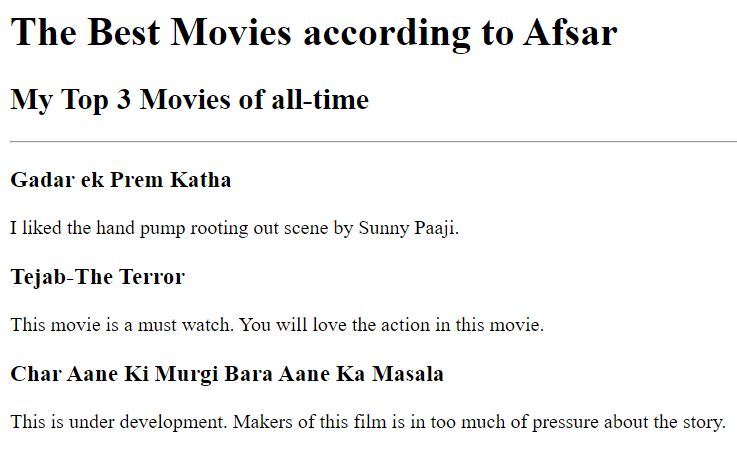 The Best Movies according to Afsar
My Top 3 Movies of all-time
Gadar ek Prem Katha
I liked the hand pump rooting out scene by Sunny Paaji.
Tejab-The Terror
This movie is a must watch. You will love the action in this movie.
Char Aane Ki Murgi Bara Aane Ka Masala
This is under development. Makers of this film is in too much of pressure about the story.